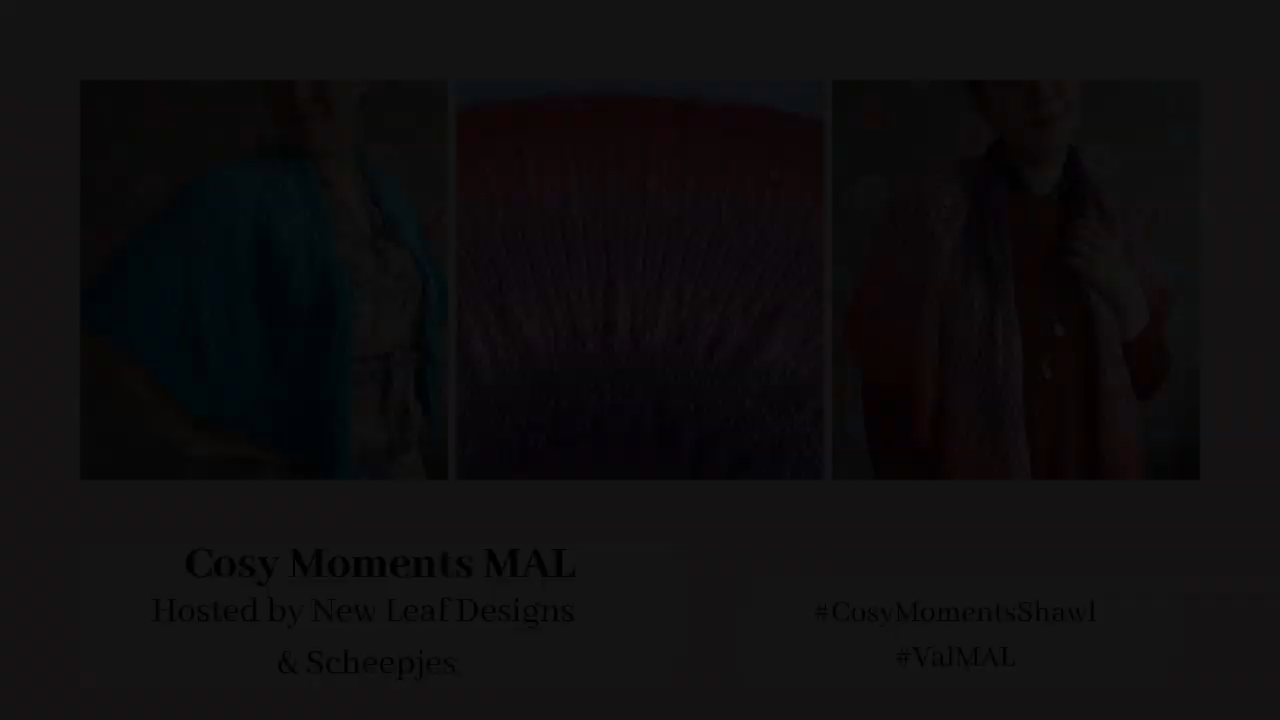 Cosy Moments MAL
Hosted by New Leaf Designs
& Scheepjes
#CosyMomentsShawl
#ValMAL